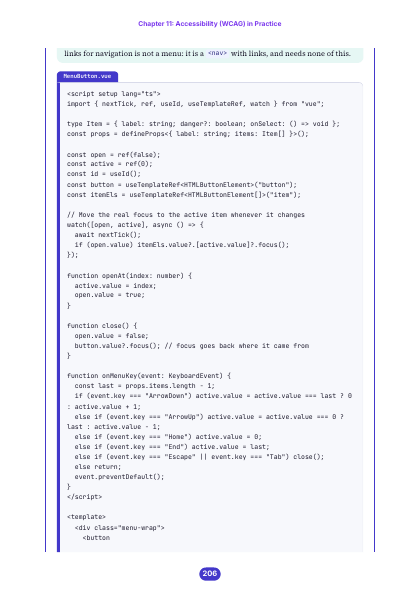 Chapter 11: Accessibility (WCAG) in Practice
links for navigation is not a menu: it is a <nav> with links, and needs none of this.
MenuButton.vue
<script setup lang="ts">
import { nextTick, ref, useId, useTemplateRef, watch } from "vue";

type Item = { label: string; danger?: boolean; onSelect: () => void };
const props = defineProps<{ label: string; items: Item[] }>();

const open = ref(false);
const active = ref(0);
const id = useId();
const button = useTemplateRef<HTMLButtonElement>("button");
const itemEls = useTemplateRef<HTMLButtonElement[]>("item");

// Move the real focus to the active item whenever it changes
watch([open, active], async () => {
  await nextTick();
  if (open.value) itemEls.value?.[active.value]?.focus();
});

function openAt(index: number) {
  active.value = index;
  open.value = true;
}

function close() {
  open.value = false;
  button.value?.focus(); // focus goes back where it came from
}

function onMenuKey(event: KeyboardEvent) {
  const last = props.items.length - 1;
  if (event.key === "ArrowDown") active.value = active.value === last ? 0
: active.value + 1;
  else if (event.key === "ArrowUp") active.value = active.value === 0 ?
last : active.value - 1;
  else if (event.key === "Home") active.value = 0;
  else if (event.key === "End") active.value = last;
  else if (event.key === "Escape" || event.key === "Tab") close();
  else return;
  event.preventDefault();
}
</script>

<template>
  <div class="menu-wrap">
    <button
206